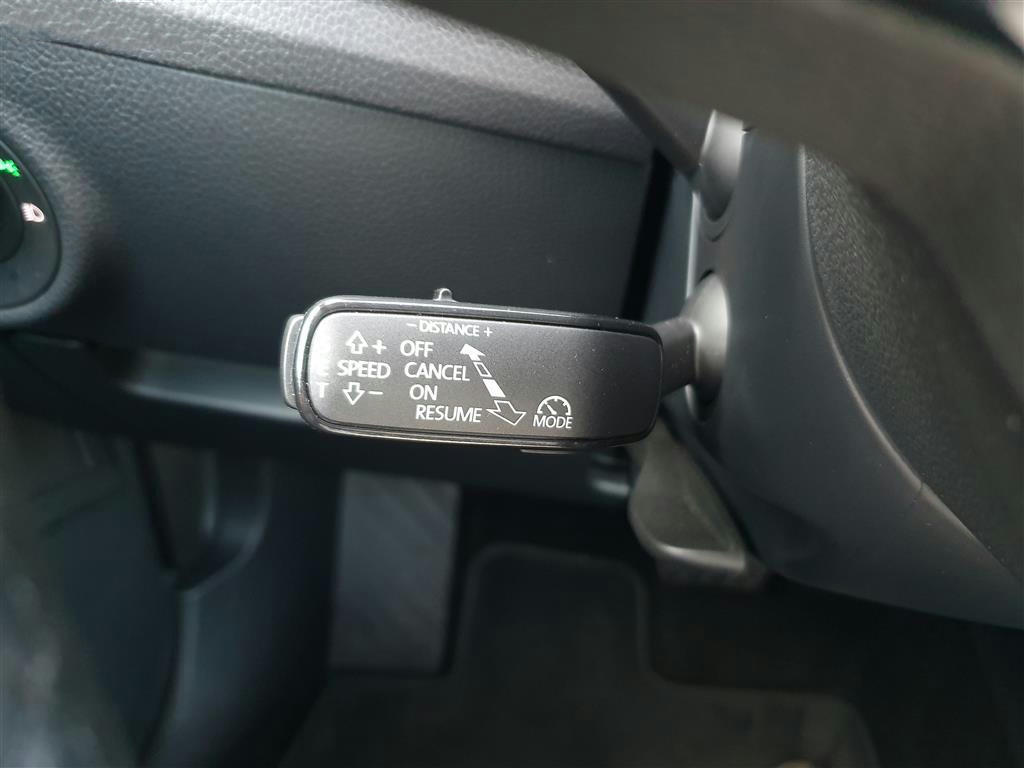 - DISTANCE +
+ OFF
SPEED CANCEL
- ON
RESUME MODE